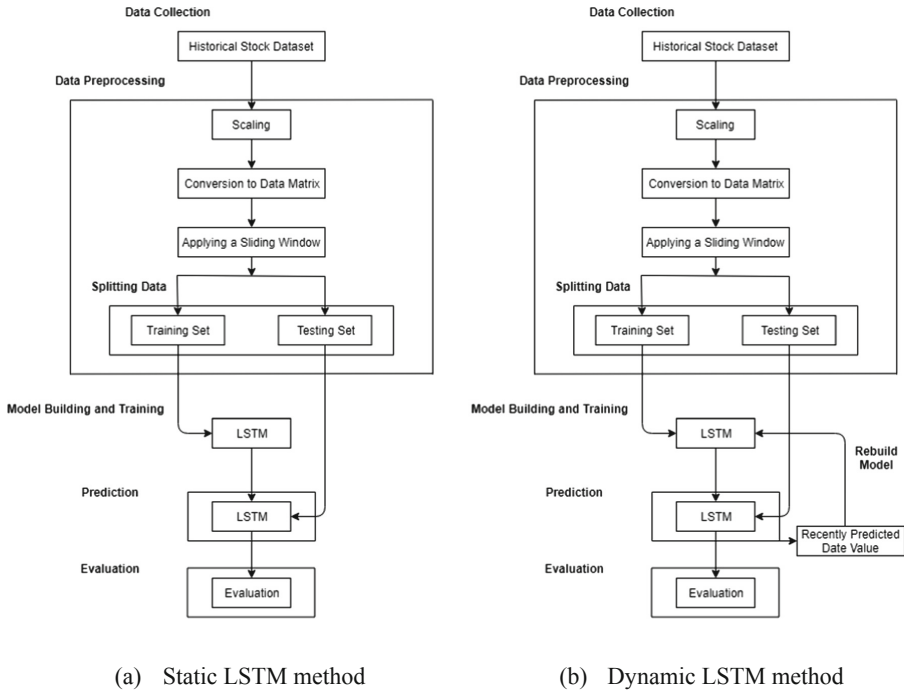 Data Collection
Historical Stock Dataset
Data Preprocessing
Scaling
Conversion to Data Matrix
Applying a Sliding Window
Splitting Data
Training Set
Testing Set
Model Building and Training
LSTM
Prediction
LSTM
Evaluation
Evaluation
(a) Static LSTM method
Data Collection
Historical Stock Dataset
Data Preprocessing
Scaling
Conversion to Data Matrix
Applying a Sliding Window
Splitting Data
Training Set
Testing Set
Model Building and Training
LSTM
Rebuild
Model
Prediction
LSTM
Recently Predicted
Date Value
Evaluation
Evaluation
(b) Dynamic LSTM method